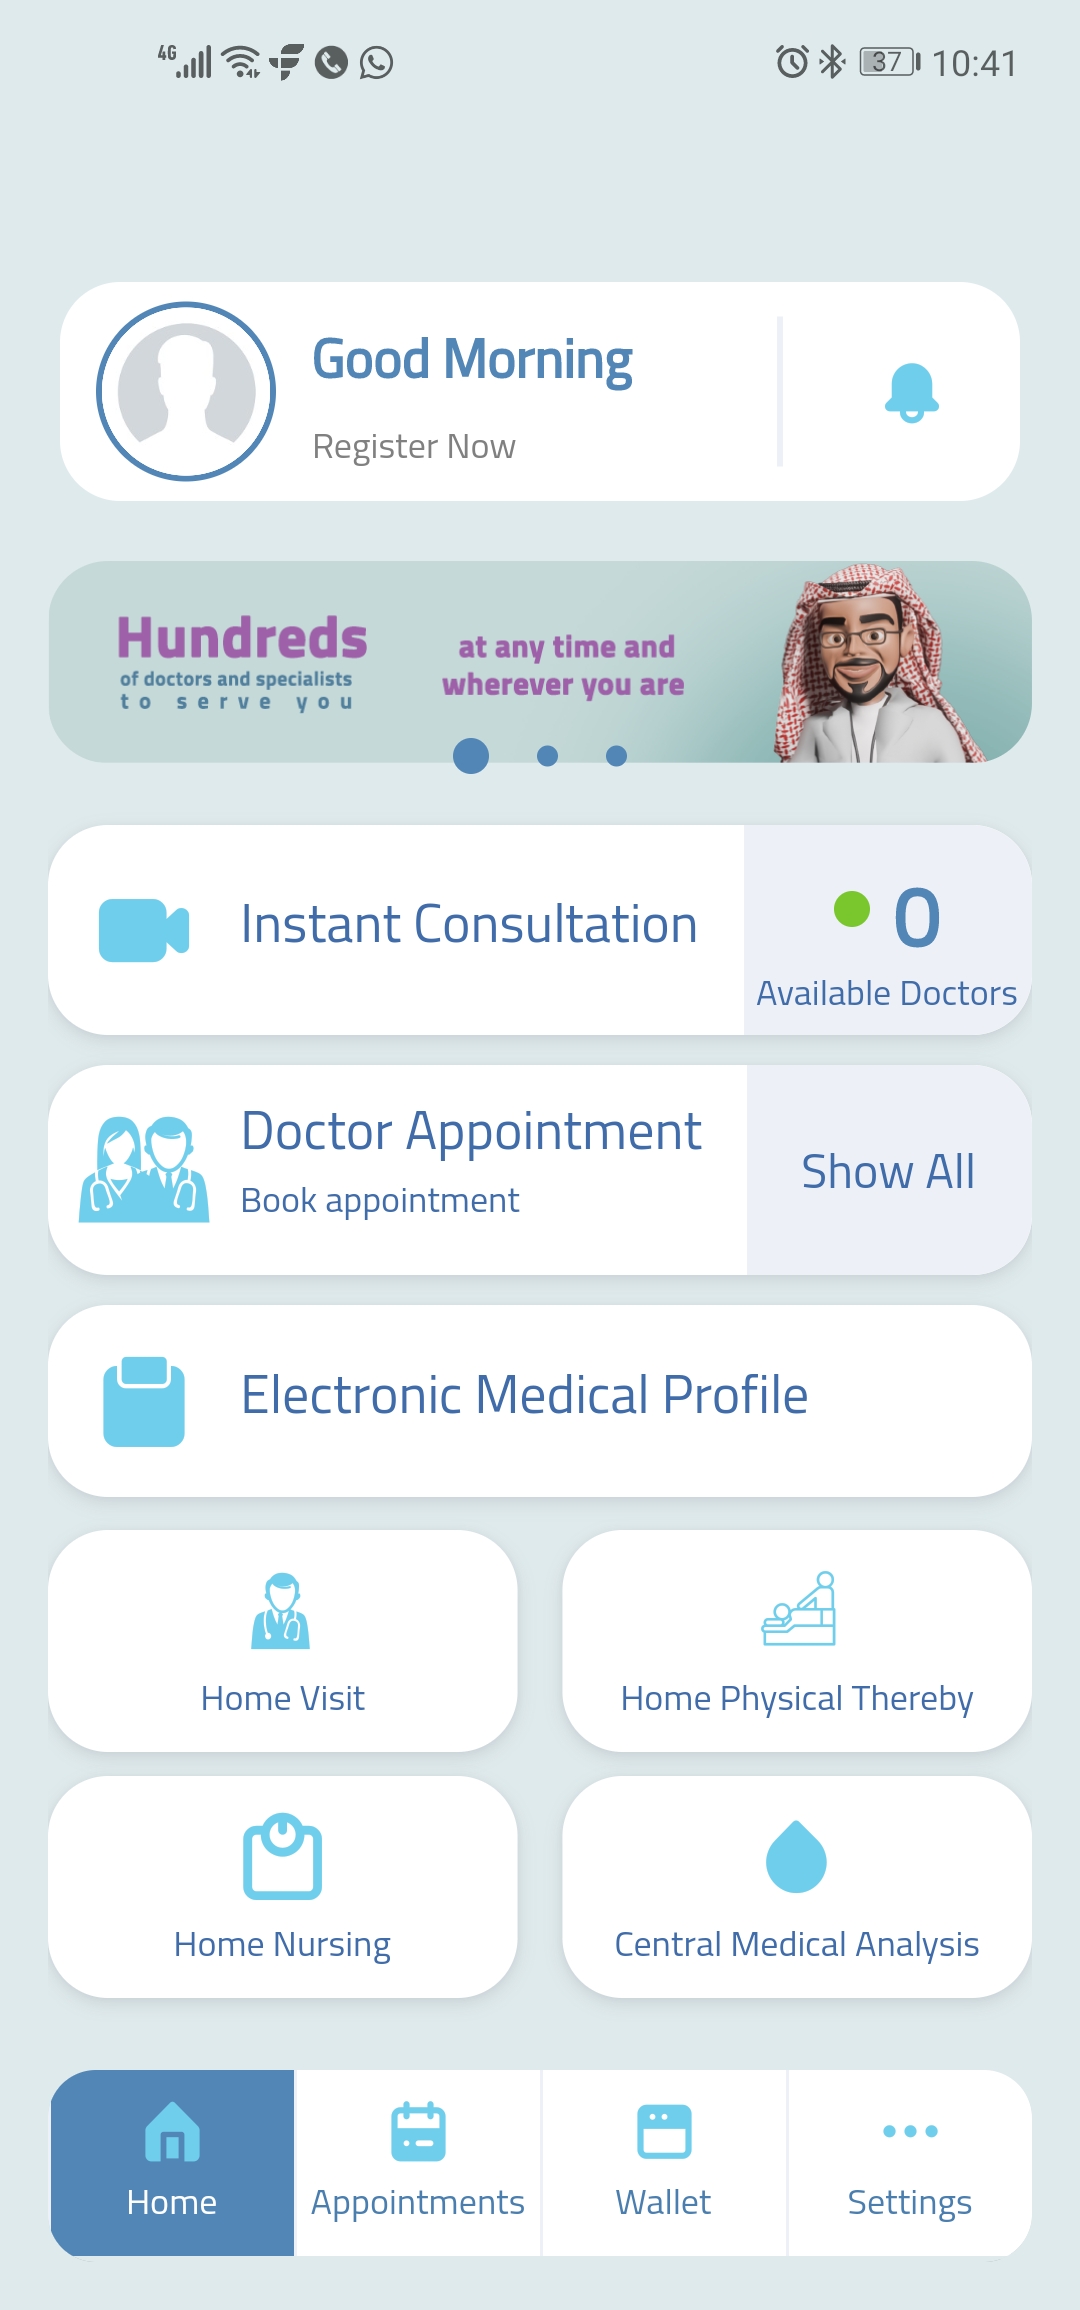 4G 37 10:41
Good Morning
Register Now
Hundreds
of doctors and specialists
to serve you
at any time and
wherever you are
Instant Consultation
0
Available Doctors
Doctor Appointment
Book appointment
Show All
Electronic Medical Profile
Home Visit
Home Physical Thereby
Home Nursing
Central Medical Analysis
Home
Appointments
Wallet
Settings